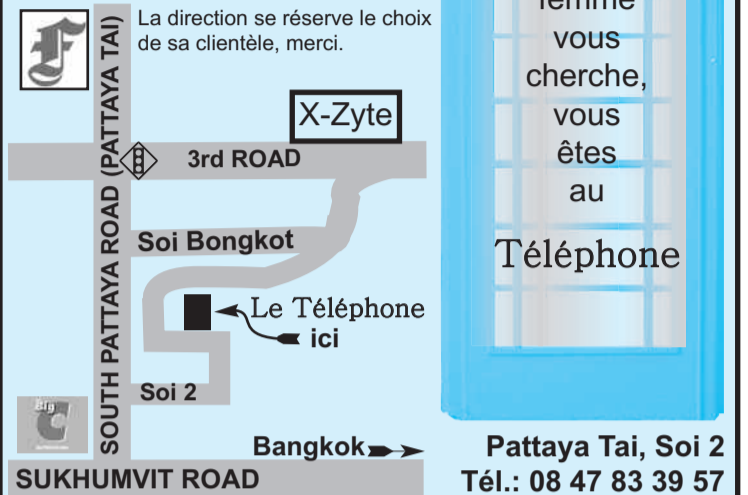 La direction se réserve le choix
de sa clientèle, merci.
SOUTH PATTAYA ROAD (PATTAYA TAI)
X-Zyte
3rd ROAD
Soi Bongkot
Le Téléphone
ici
Soi 2
Big C
Bangkok
SUKHUMVIT ROAD
femme
vous
cherche,
vous
êtes
au
Téléphone
Pattaya Tai, Soi 2
Tél.: 08 47 83 39 57